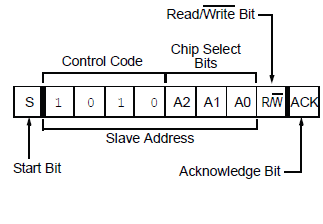 Read/Write Bit
Control Code
Chip Select
Bits
S 1 0 1 0 A2 A1 A0 R/W ACK
Slave Address
Start Bit
Acknowledge Bit